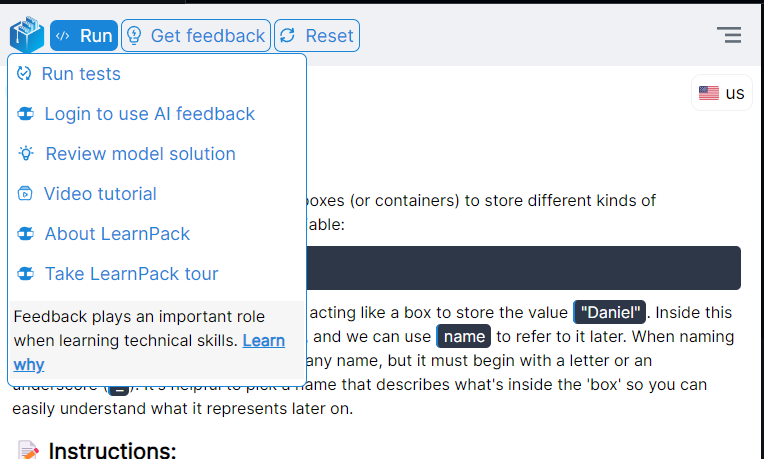 Run Get feedback Reset
Run tests
Login to use AI feedback
us
Review model solution
Video tutorial
boxes (or containers) to store different kinds of
able:
About LearnPack
Take LearnPack tour
Feedback plays an important role
when learning technical skills. Learn
why
acting like a box to store the value "Daniel". Inside this
, and we can use name to refer to it later. When naming
any name, but it must begin with a letter or an
underscore (_). It's helpful to pick a name that describes what's inside the 'box' so you can
easily understand what it represents later on.
Instructions: